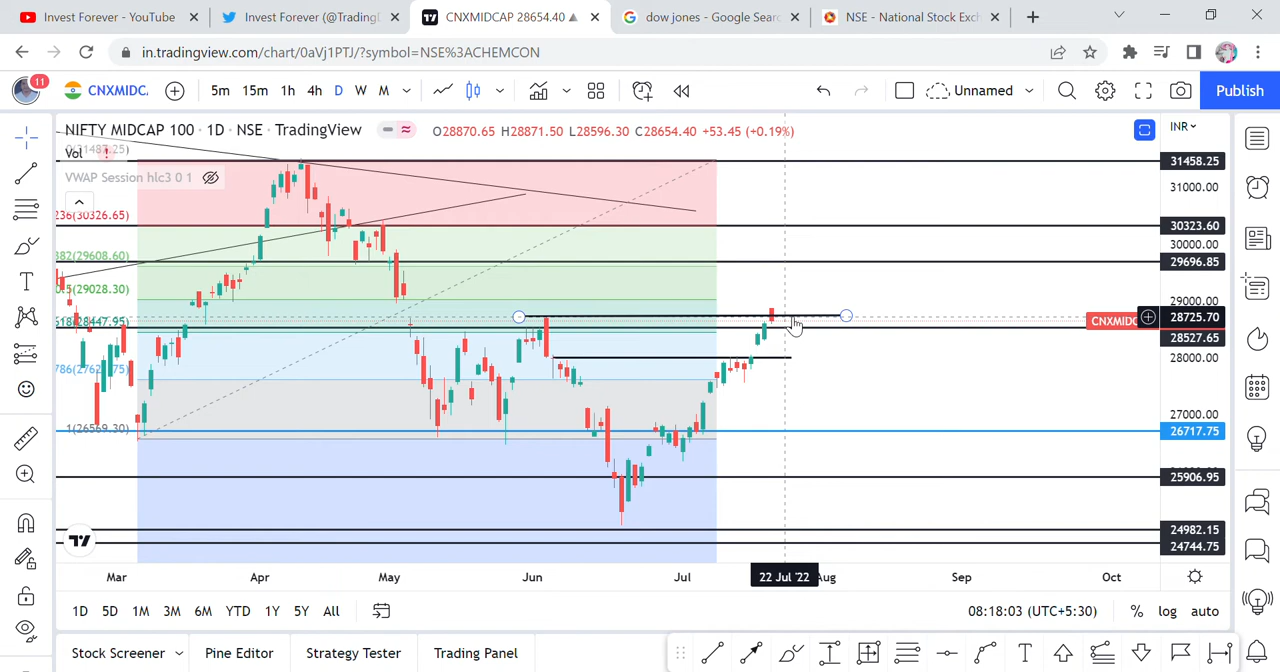 Invest Forever - YouTube
Invest Forever (@Trading
CNXMIDCAP 28654.40
dow jones - Google Sear
NSE - National Stock Exch
in.tradingview.com/chart/0aVj1PTJ/?symbol=NSE%3ACHEMCON
11
CNXMIDC.
5m 15m 1h 4h D W M
Unnamed
Publish
NIFTY MIDCAP 100 · 1D · NSE · TradingView
O28870.65 H28871.50 L28596.30 C28654.40 +53.45 (+0.19%)
INR
Vol
VWAP Session hlc3 0 1
31458.25
31000.00
236(30326.65)
30323.60
30000.00
382(29608.60)
29696.85
(29028.30)
29000.00
618(28447.95)
CNXMIDC
28725.70
28527.65
28000.00
27000.00
1(26569.30)
26717.75
25906.95
24982.15
24744.75
Mar Apr May Jun Jul 22 Jul '22 Aug Sep Oct
1D 5D 1M 3M 6M YTD 1Y 5Y All
08:18:03 (UTC+5:30)
% log auto
Stock Screener Pine Editor Strategy Tester Trading Panel